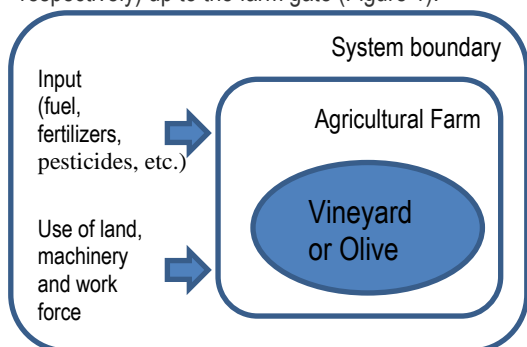 respectively) up to the farm gate (Figure 1).
System boundary
Input
(fuel,
fertilizers,
pesticides, etc.)
Agricultural Farm
Vineyard
or Olive
Use of land,
machinery
and work
force